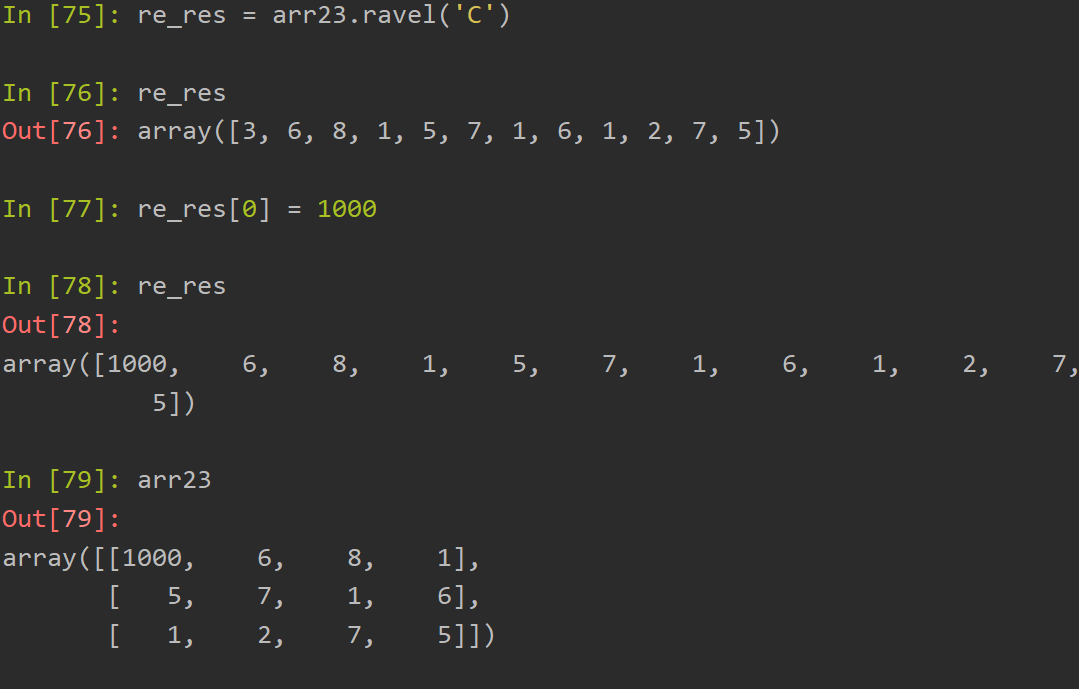 In [75]: re_res = arr23.ravel('C')
In [76]: re_res
Out[76]: array([3, 6, 8, 1, 5, 7, 1, 6, 1, 2, 7, 5])
In [77]: re_res[0] = 1000
In [78]: re_res
Out[78]:
array([1000,    6,    8,    1,    5,    7,    1,    6,    1,    2,    7,
          5])
In [79]: arr23
Out[79]:
array([[1000,    6,    8,    1],
       [   5,    7,    1,    6],
       [   1,    2,    7,    5]])